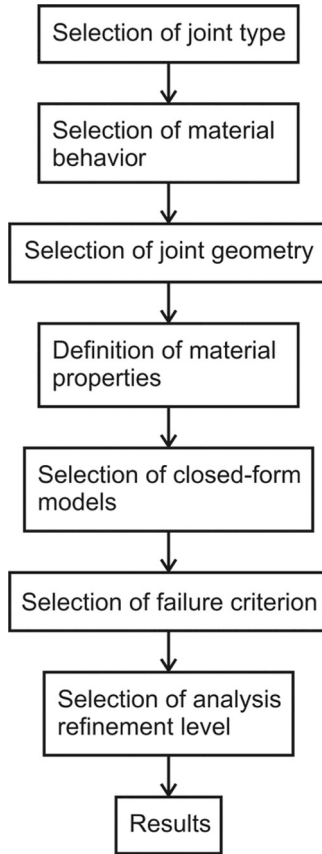 Selection of joint type
Selection of material
behavior
Selection of joint geometry
Definition of material
properties
Selection of closed-form
models
Selection of failure criterion
Selection of analysis
refinement level
Results